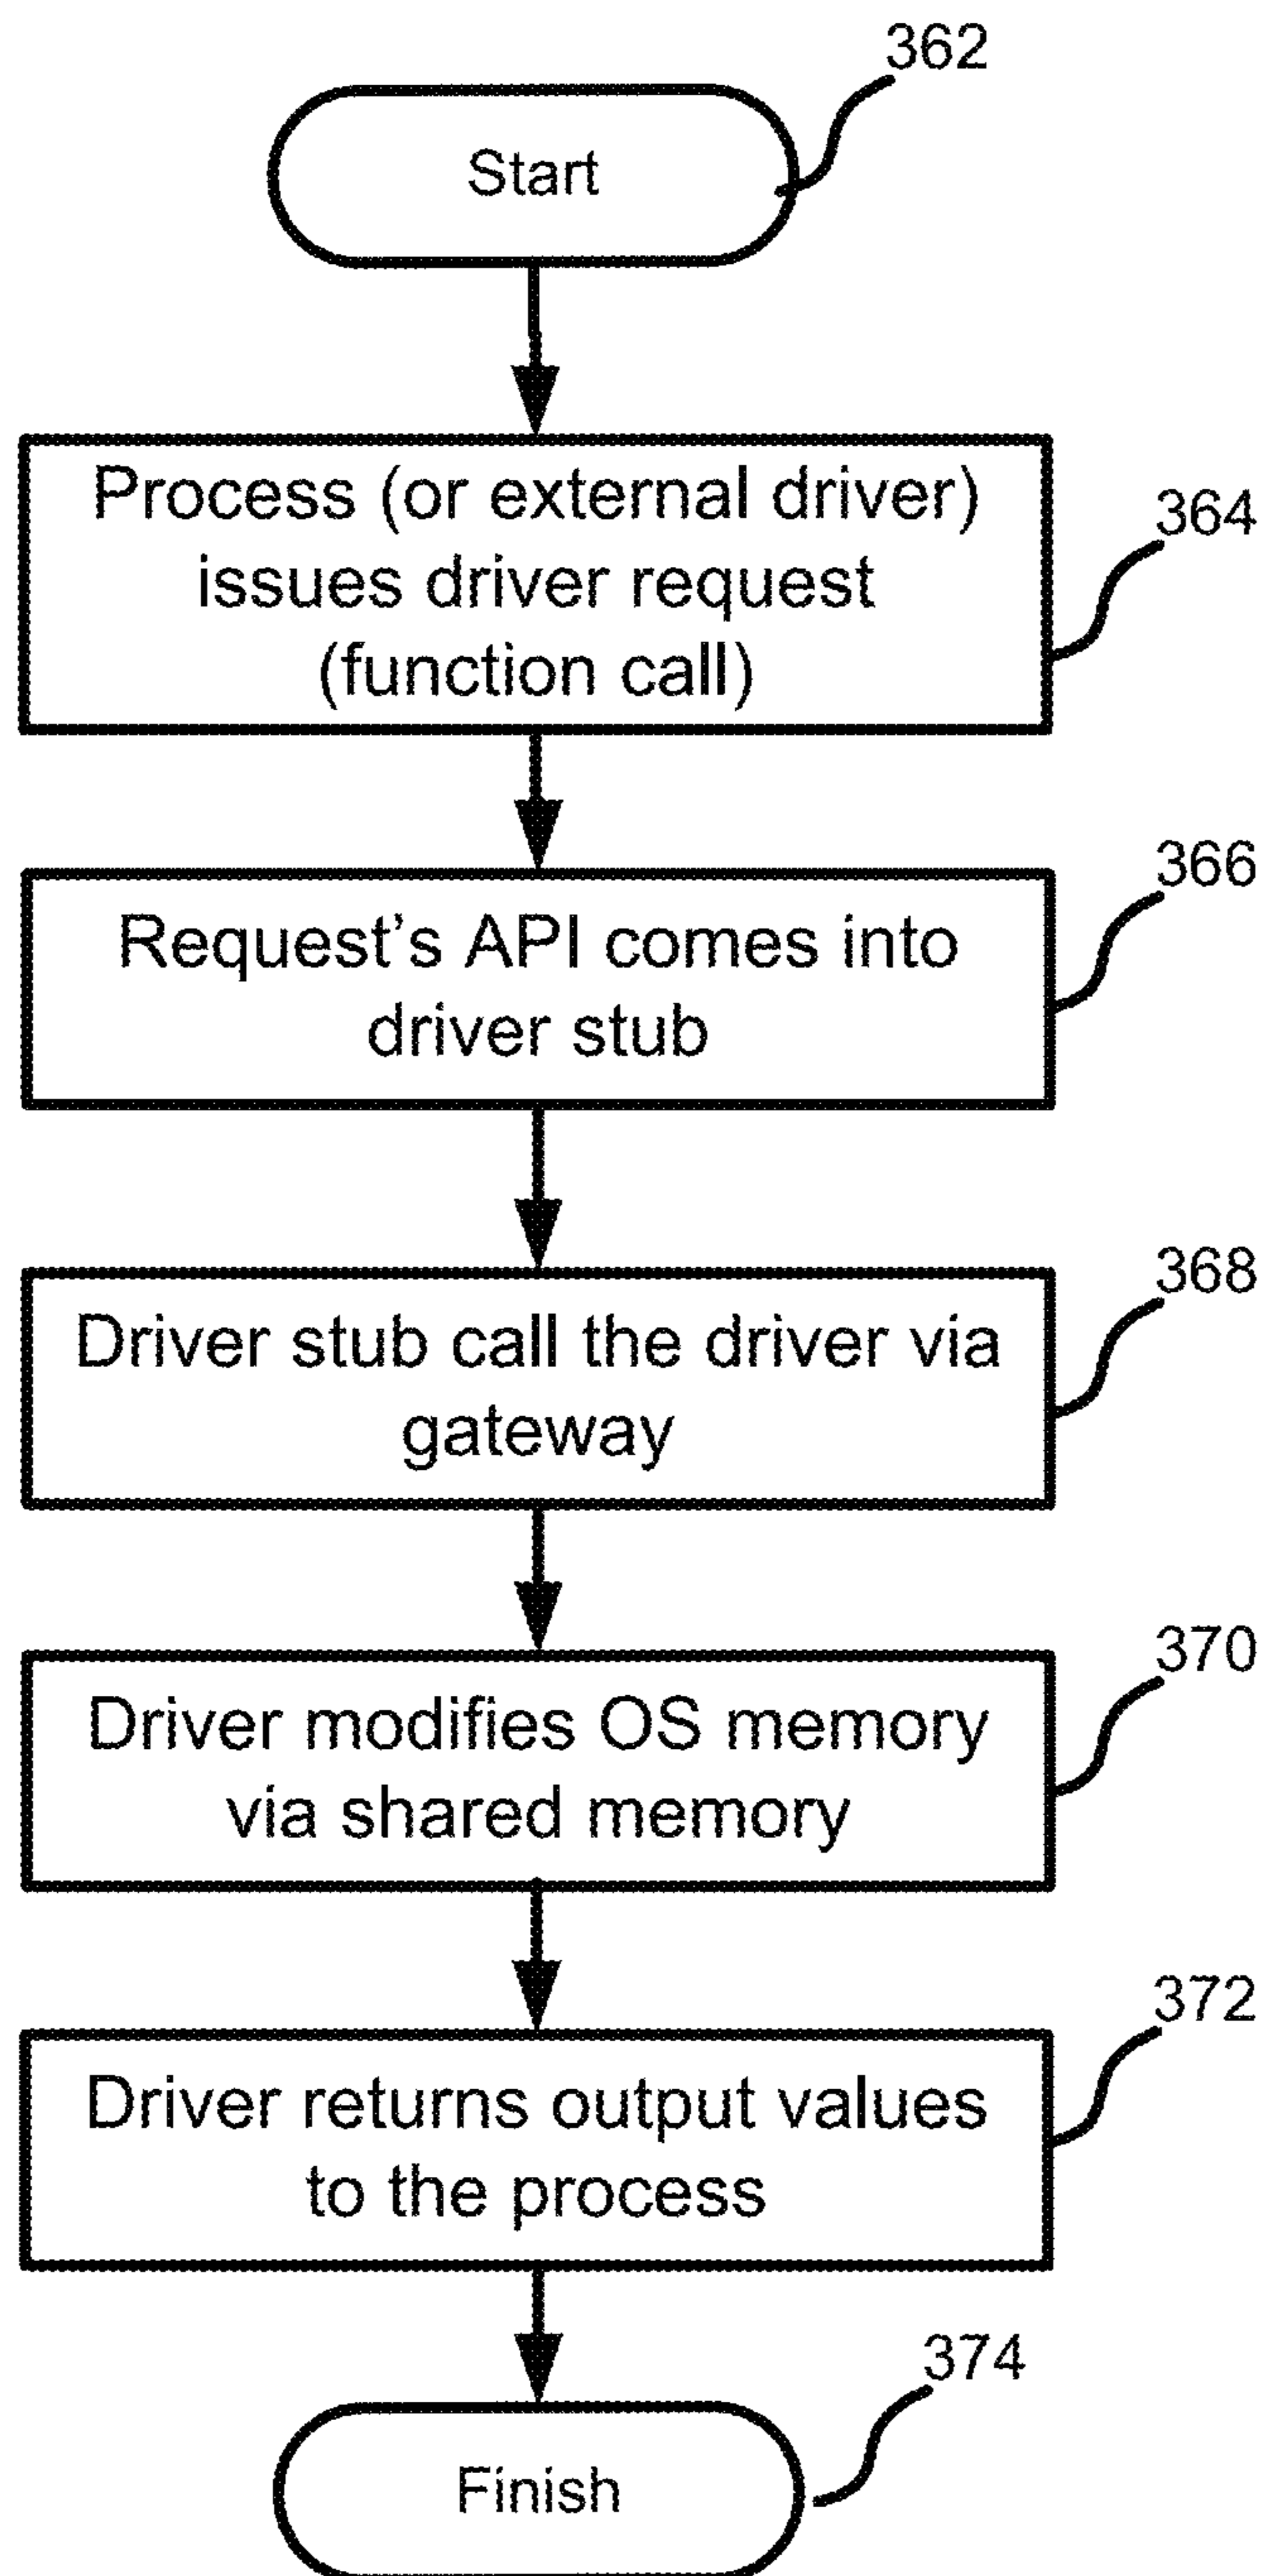 362
Start
Process (or external driver)
issues driver request
(function call)
364
366
Request’s API comes into
driver stub
368
Driver stub call the driver via
gateway
370
Driver modifies OS memory
via shared memory
372
Driver returns output values
to the process
374
Finish